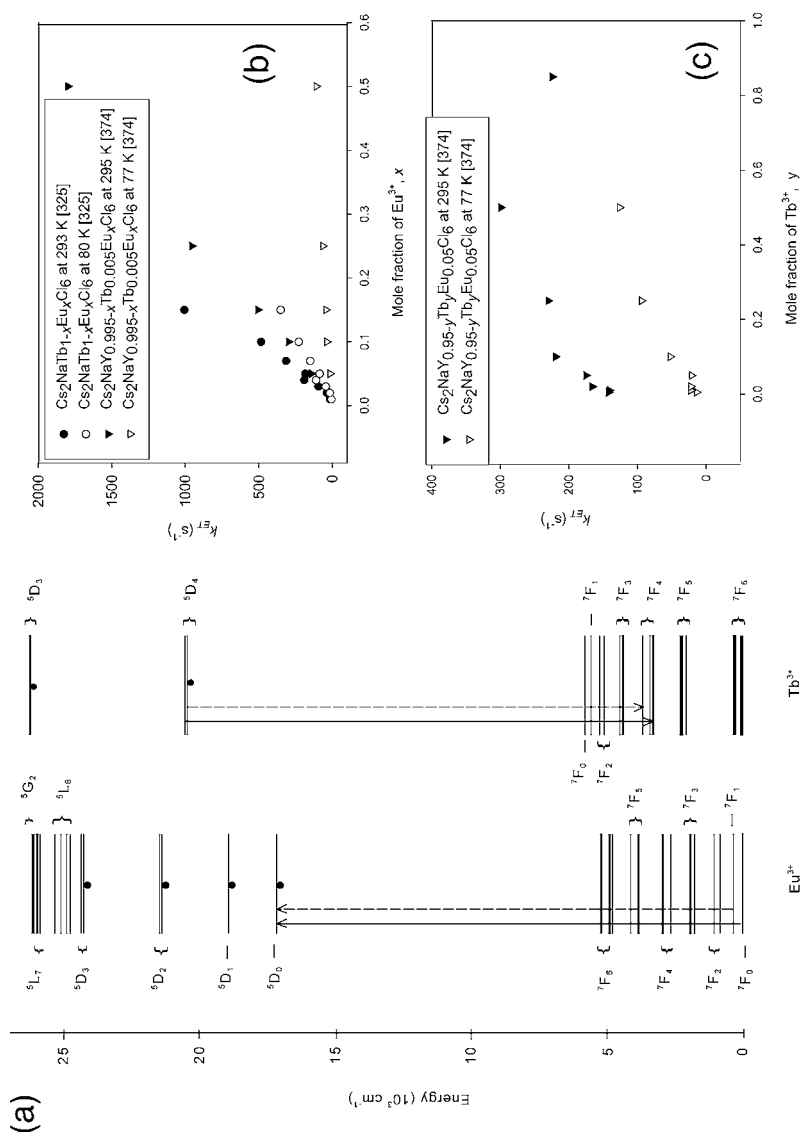 (a)
Energy (10³ cm⁻¹)
25
20
15
10
5
0
⁵L₇
⁵D₃
⁵D₂
⁵D₁
⁵D₀
⁷F₆
⁷F₄
⁷F₂
⁷F₀
⁵G₂
⁵L₆
⁷F₅
⁷F₃
⁷F₁
Eu³⁺
⁷F₀
⁷F₂
⁵D₃
⁵D₄
⁷F₁
⁷F₃
⁷F₄
⁷F₅
⁷F₆
Tb³⁺
(b)
Cs₂NaTb₁₋ₓEuₓCl₆ at 293 K [325]
Cs₂NaTb₁₋ₓEuₓCl₆ at 80 K [325]
Cs₂NaY₀.₉₉₅₋ₓTb₀.₀₀₅EuₓCl₆ at 295 K [374]
Cs₂NaY₀.₉₉₅₋ₓTb₀.₀₀₅EuₓCl₆ at 77 K [374]
k_ET (s⁻¹)
2000
1500
1000
500
0
0.0 0.1 0.2 0.3 0.4 0.5 0.6
Mole fraction of Eu³⁺, x
(c)
Cs₂NaY₀.₉₅₋yTbyEu₀.₀₅Cl₆ at 295 K [374]
Cs₂NaY₀.₉₅₋yTbyEu₀.₀₅Cl₆ at 77 K [374]
k_ET (s⁻¹)
400
300
200
100
0
0.0 0.2 0.4 0.6 0.8 1.0
Mole fraction of Tb³⁺, y